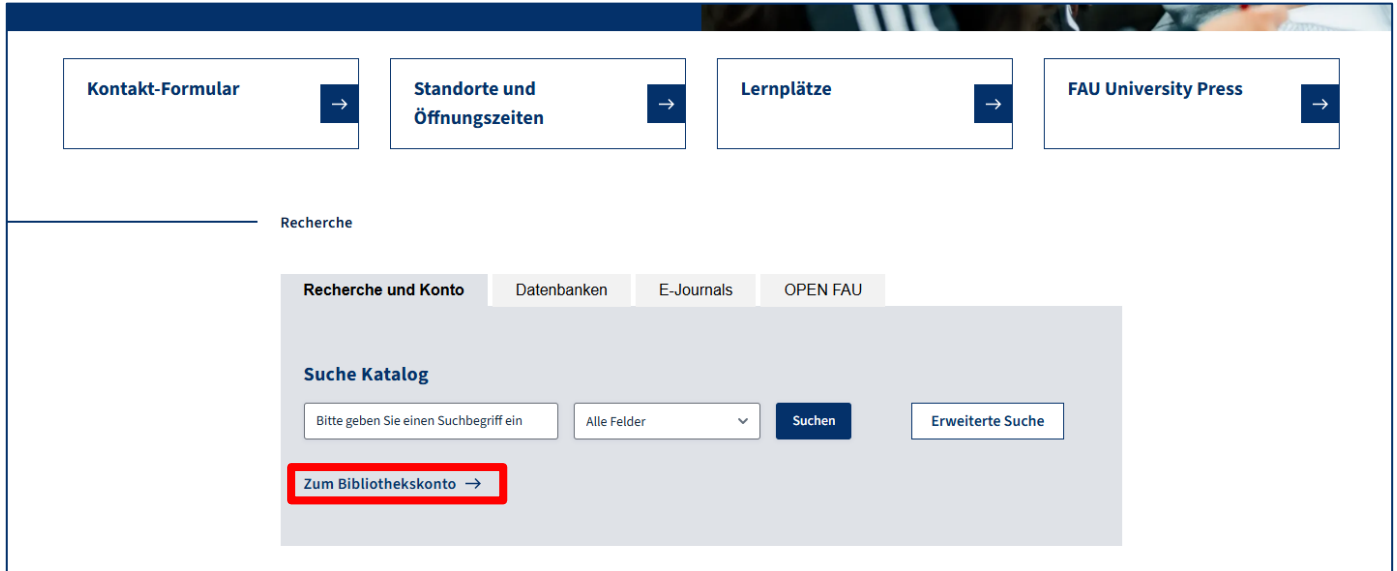 Kontakt-Formular →
Standorte und
Öffnungszeiten →
Lernplätze →
FAU University Press →
Recherche
Recherche und Konto Datenbanken E-Journals OPEN FAU
Suche Katalog
Bitte geben Sie einen Suchbegriff ein Alle Felder Suchen Erweiterte Suche
Zum Bibliothekskonto →